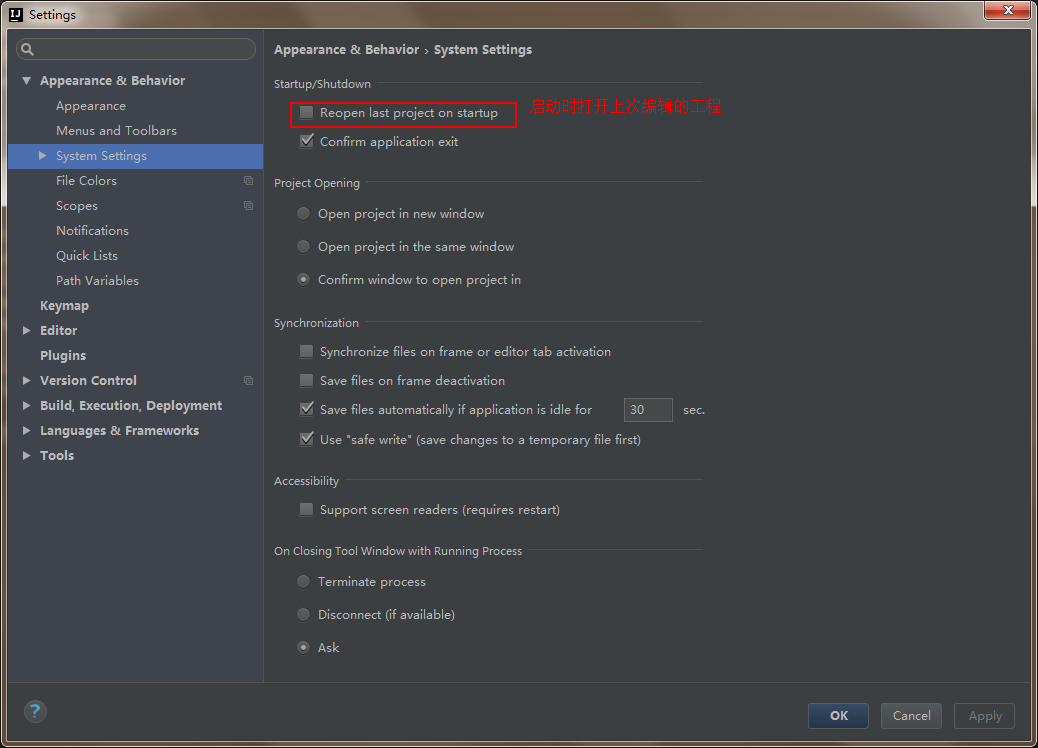 Settings
Appearance & Behavior
Appearance
Menus and Toolbars
System Settings
File Colors
Scopes
Notifications
Quick Lists
Path Variables
Keymap
Editor
Plugins
Version Control
Build, Execution, Deployment
Languages & Frameworks
Tools
Appearance & Behavior › System Settings
Startup/Shutdown
Reopen last project on startup 启动时打开上次编辑的工程
Confirm application exit
Project Opening
Open project in new window
Open project in the same window
Confirm window to open project in
Synchronization
Synchronize files on frame or editor tab activation
Save files on frame deactivation
Save files automatically if application is idle for 30 sec.
Use "safe write" (save changes to a temporary file first)
Accessibility
Support screen readers (requires restart)
On Closing Tool Window with Running Process
Terminate process
Disconnect (if available)
Ask
? OK Cancel Apply